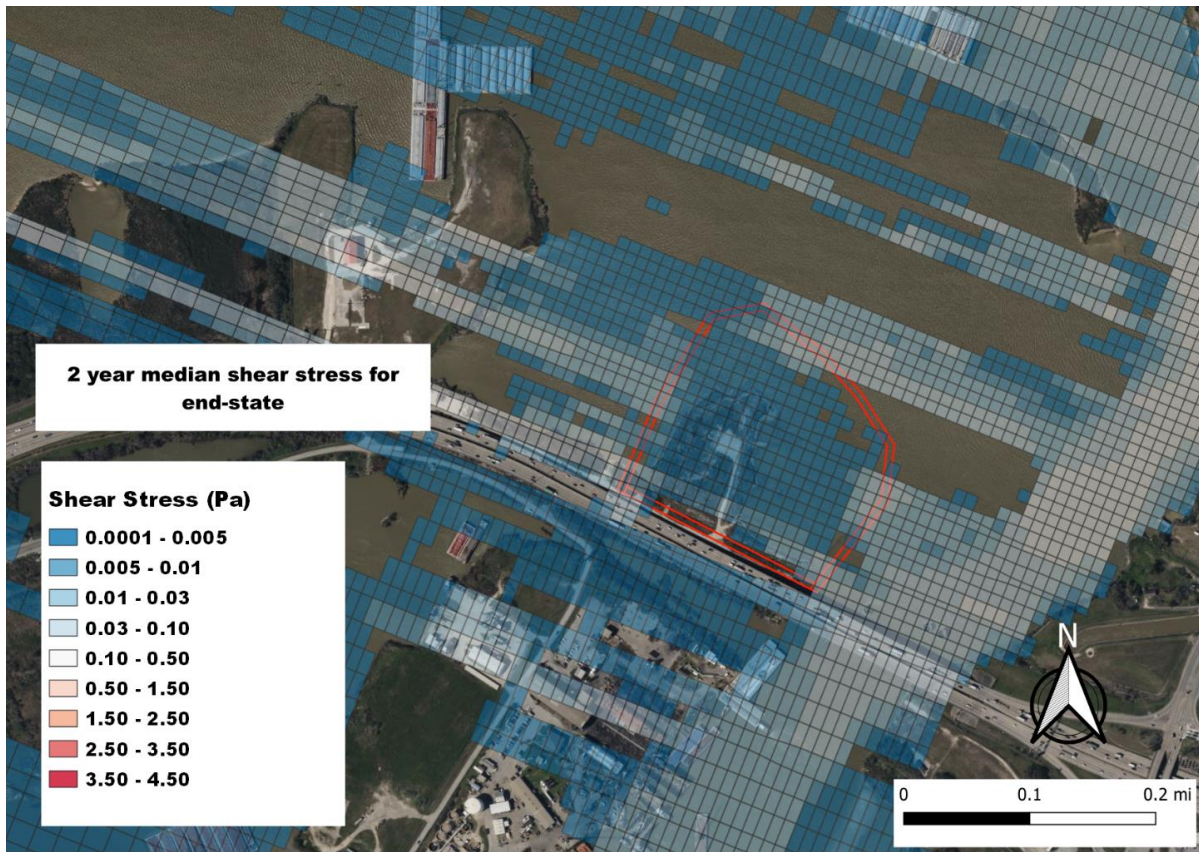 2 year median shear stress for
end-state
Shear Stress (Pa)
0.0001 - 0.005
0.005 - 0.01
0.01 - 0.03
0.03 - 0.10
0.10 - 0.50
0.50 - 1.50
1.50 - 2.50
2.50 - 3.50
3.50 - 4.50
N
0 0.1 0.2 mi